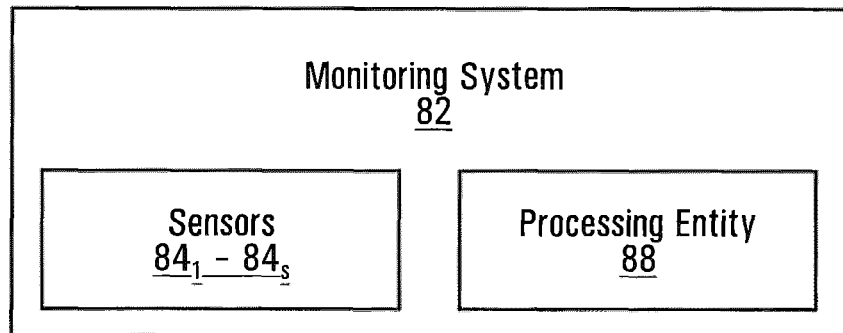 Monitoring System
82
Sensors
84₁ - 84ₛ
Processing Entity
88